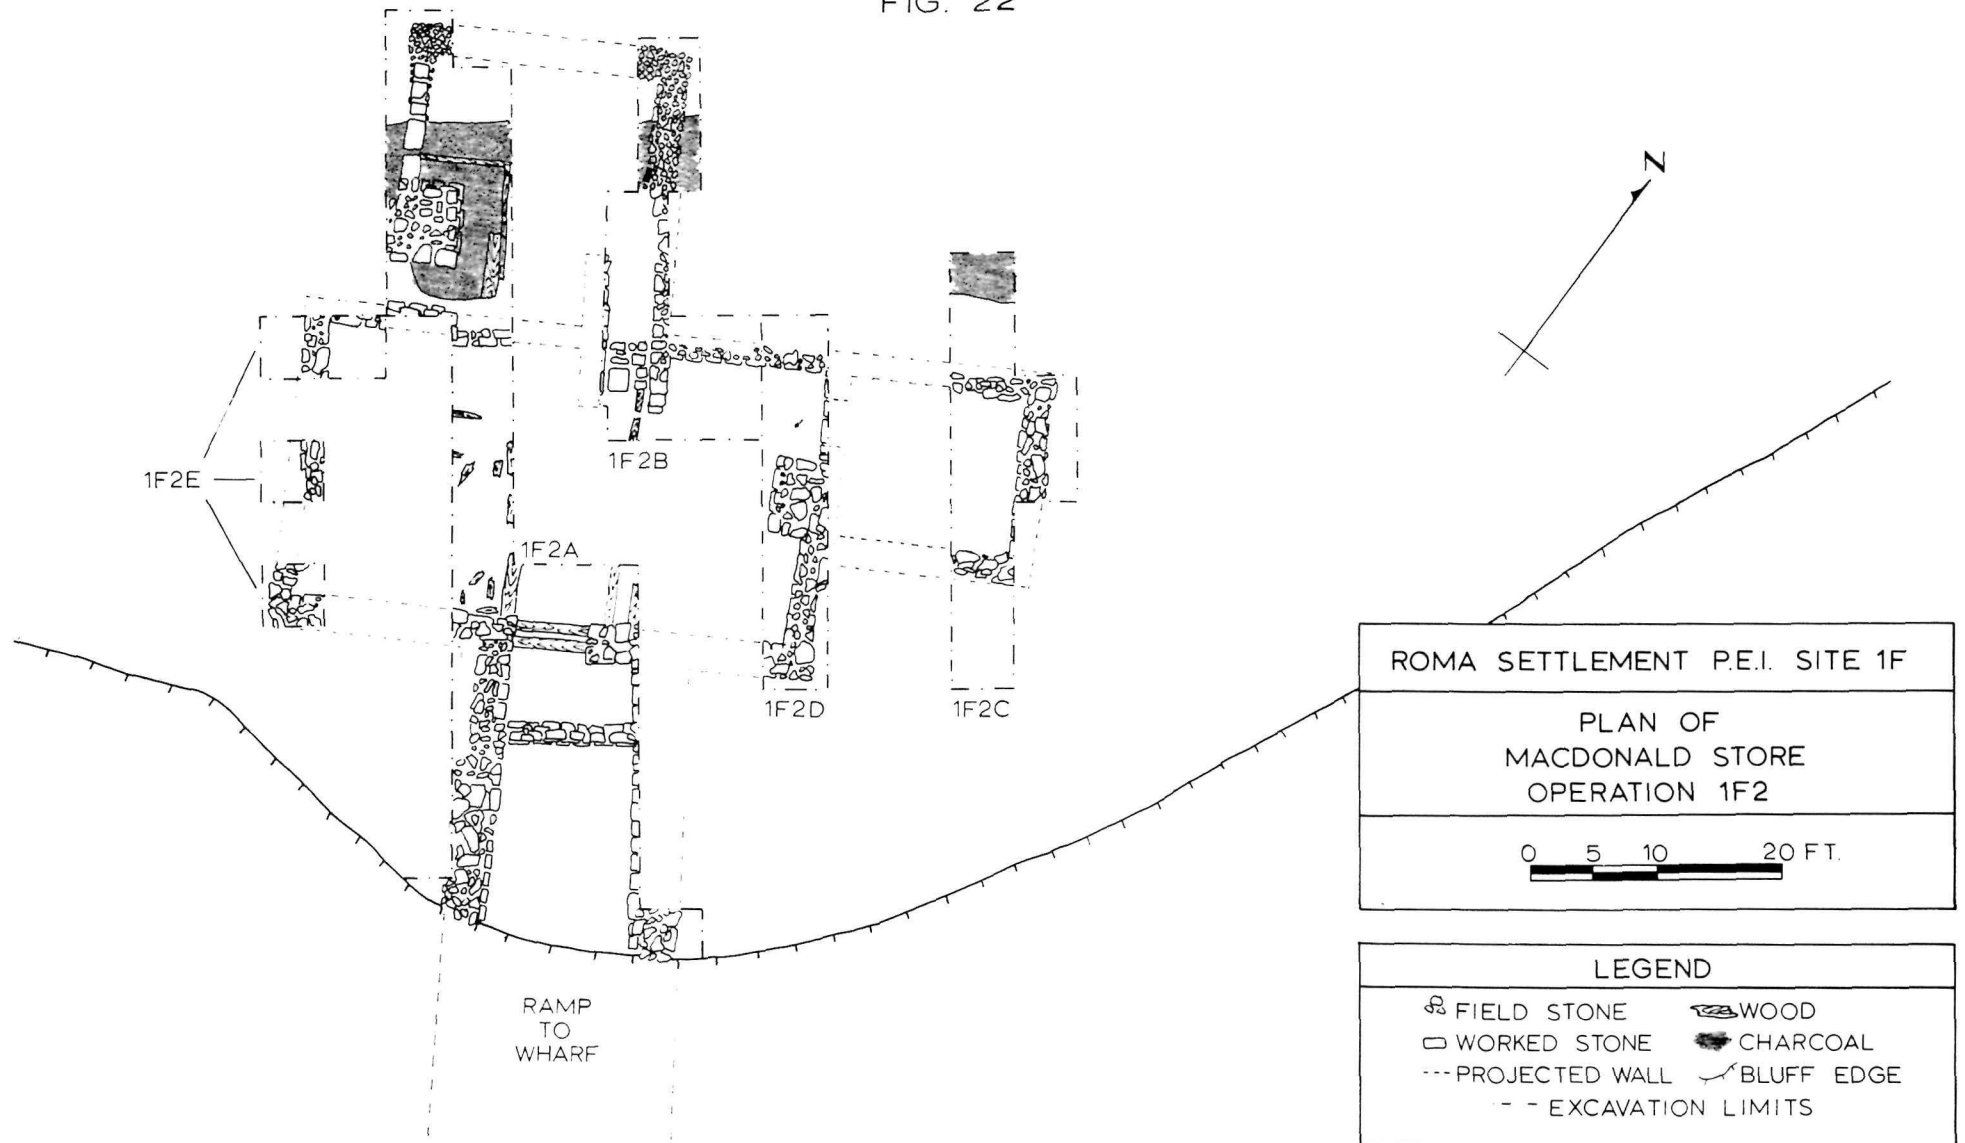 FIG. 22
N
1F2E
1F2B
1F2A
1F2D
1F2C
RAMP
TO
WHARF
ROMA SETTLEMENT P.E.I. SITE 1F
PLAN OF
MACDONALD STORE
OPERATION 1F2
0 5 10 20 FT.
LEGEND
FIELD STONE WOOD
WORKED STONE CHARCOAL
PROJECTED WALL BLUFF EDGE
EXCAVATION LIMITS